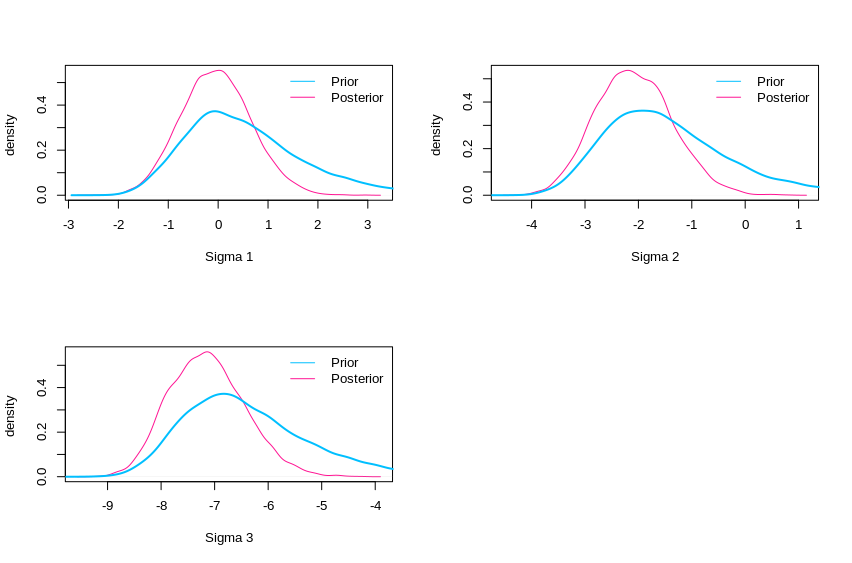 Prior
Posterior
density
0.0
0.2
0.4
-3 -2 -1 0 1 2 3
Sigma 1
Prior
Posterior
density
0.0
0.2
0.4
-4 -3 -2 -1 0 1
Sigma 2
Prior
Posterior
density
0.0
0.2
0.4
-9 -8 -7 -6 -5 -4
Sigma 3